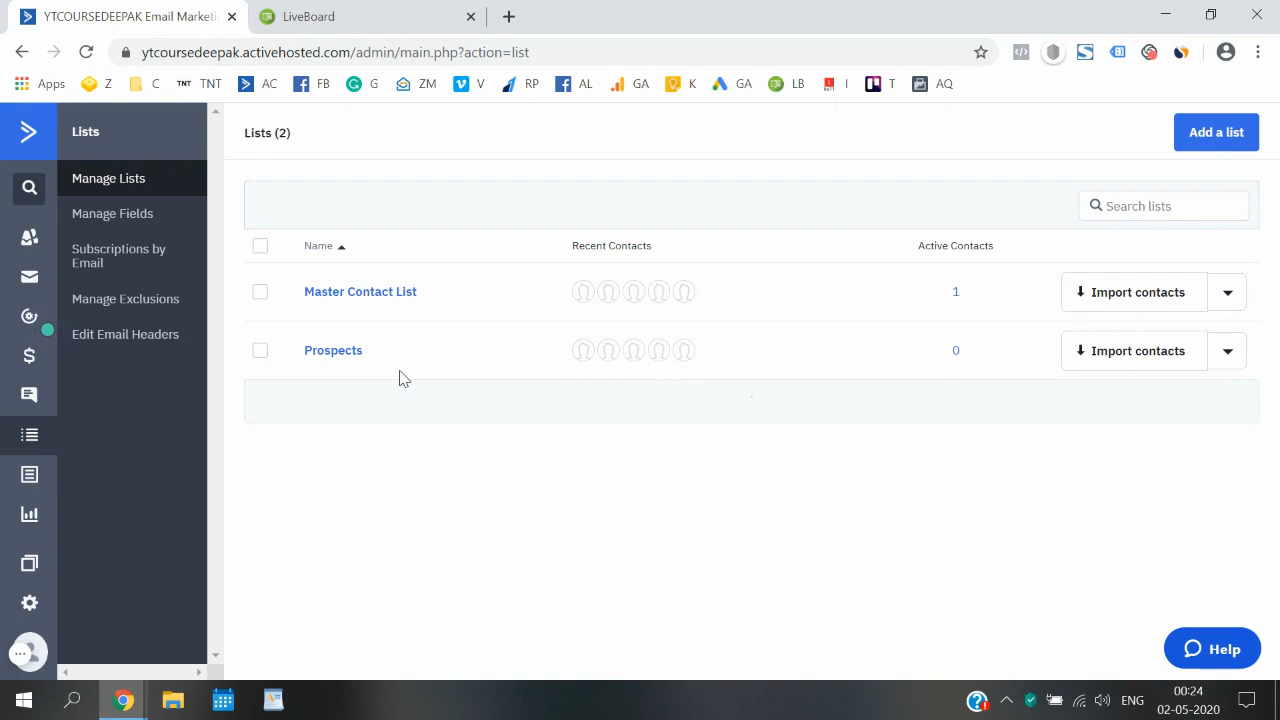 YTCOURSEDEEPAK Email Marketi
LiveBoard
ytcoursedeepak.activehosted.com/admin/main.php?action=list
Apps Z C TNT TNT AC FB G ZM V RP AL GA K GA LB I T AQ
Lists
Manage Lists
Manage Fields
Subscriptions by
Email
Manage Exclusions
Edit Email Headers
Lists (2)
Add a list
Search lists
Name Recent Contacts Active Contacts
Master Contact List 1 Import contacts
Prospects 0 Import contacts
Help
ENG
00:24
02-05-2020